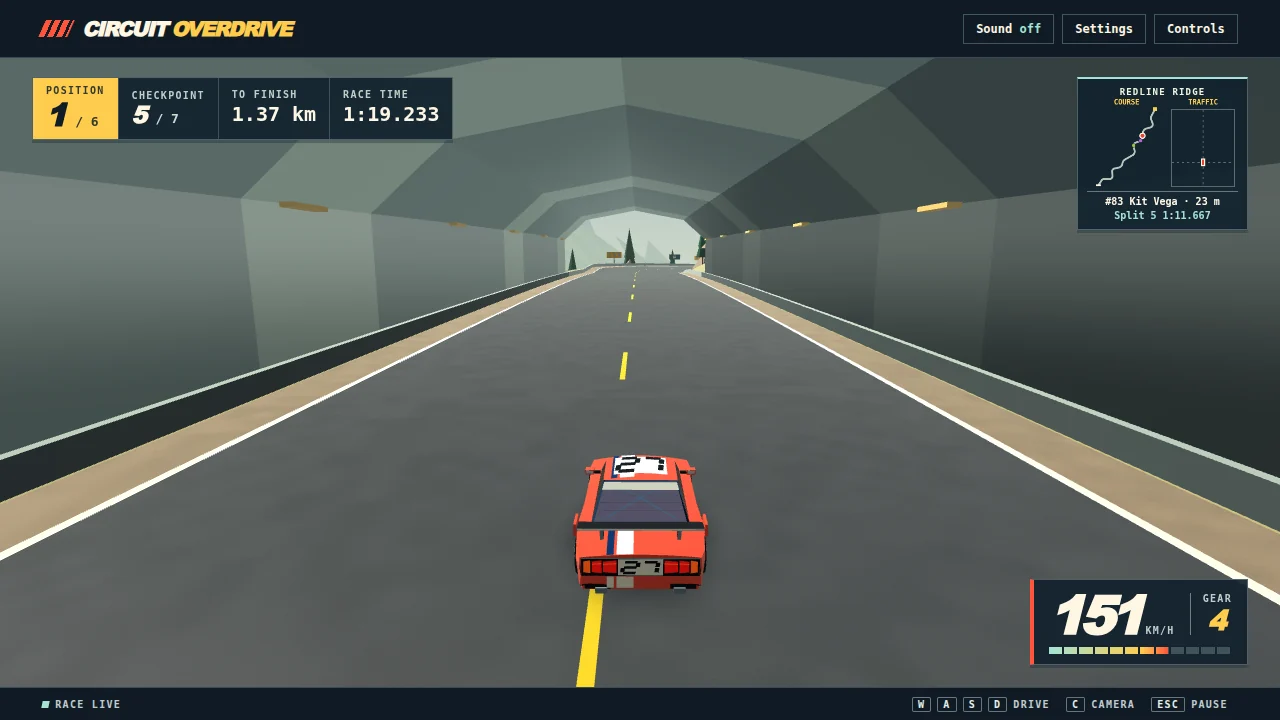 CIRCUIT OVERDRIVE
Sound off
Settings
Controls
POSITION
1 / 6
CHECKPOINT
5 / 7
TO FINISH
1.37 km
RACE TIME
1:19.233
REDLINE RIDGE
COURSE
TRAFFIC
#83 Kit Vega · 23 m
Split 5 1:11.667
27
27
151 KM/H
GEAR
4
RACE LIVE
W A S D DRIVE
C CAMERA
ESC PAUSE